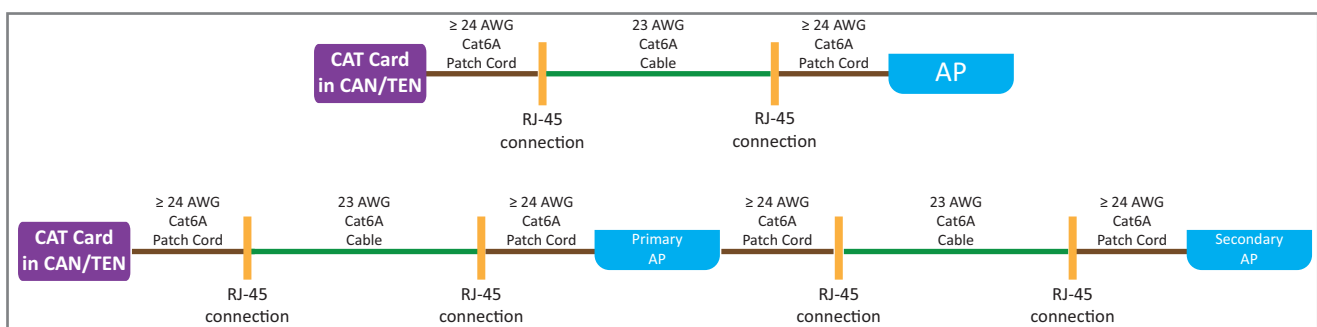 ≥ 24 AWG
Cat6A
Patch Cord
23 AWG
Cat6A
Cable
≥ 24 AWG
Cat6A
Patch Cord
CAT Card
in CAN/TEN
AP
RJ-45
connection
RJ-45
connection
≥ 24 AWG
Cat6A
Patch Cord
23 AWG
Cat6A
Cable
≥ 24 AWG
Cat6A
Patch Cord
≥ 24 AWG
Cat6A
Patch Cord
23 AWG
Cat6A
Cable
≥ 24 AWG
Cat6A
Patch Cord
CAT Card
in CAN/TEN
Primary
AP
Secondary
AP
RJ-45
connection
RJ-45
connection
RJ-45
connection
RJ-45
connection